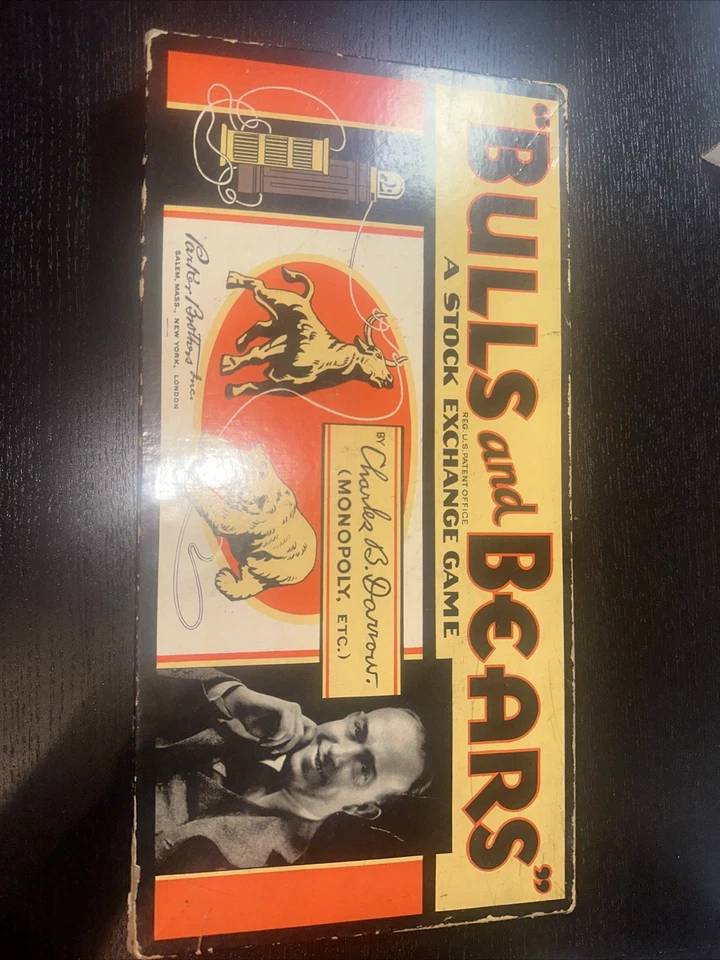 "BULLS and BEARS"
REG. U.S. PATENT OFFICE
A STOCK EXCHANGE GAME
BY Charles B. Darrow.
(MONOPOLY, ETC.)
Parker Brothers Inc.
SALEM, MASS., NEW YORK, LONDON